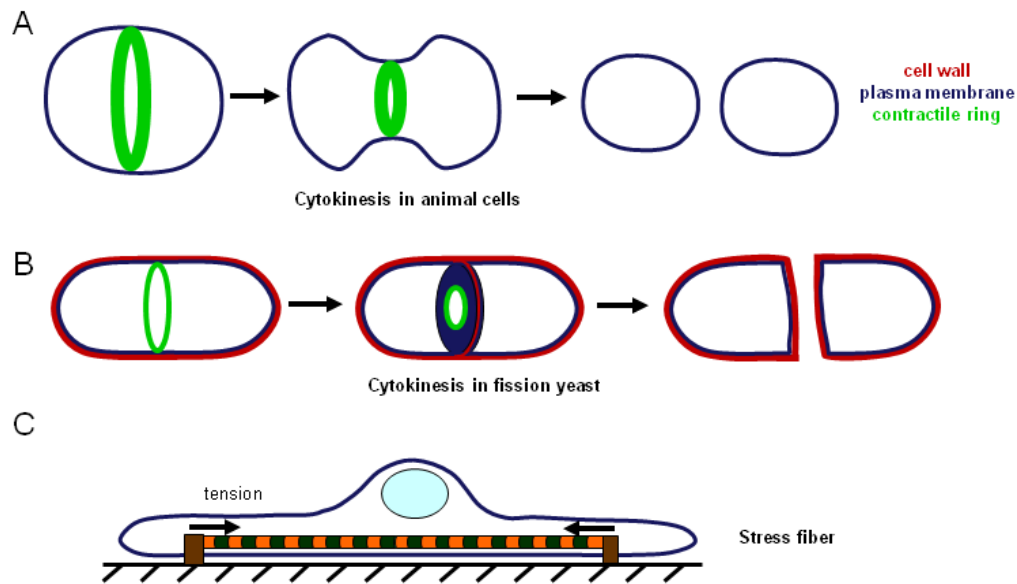 A
cell wall
plasma membrane
contractile ring
Cytokinesis in animal cells
B
Cytokinesis in fission yeast
C
tension
Stress fiber